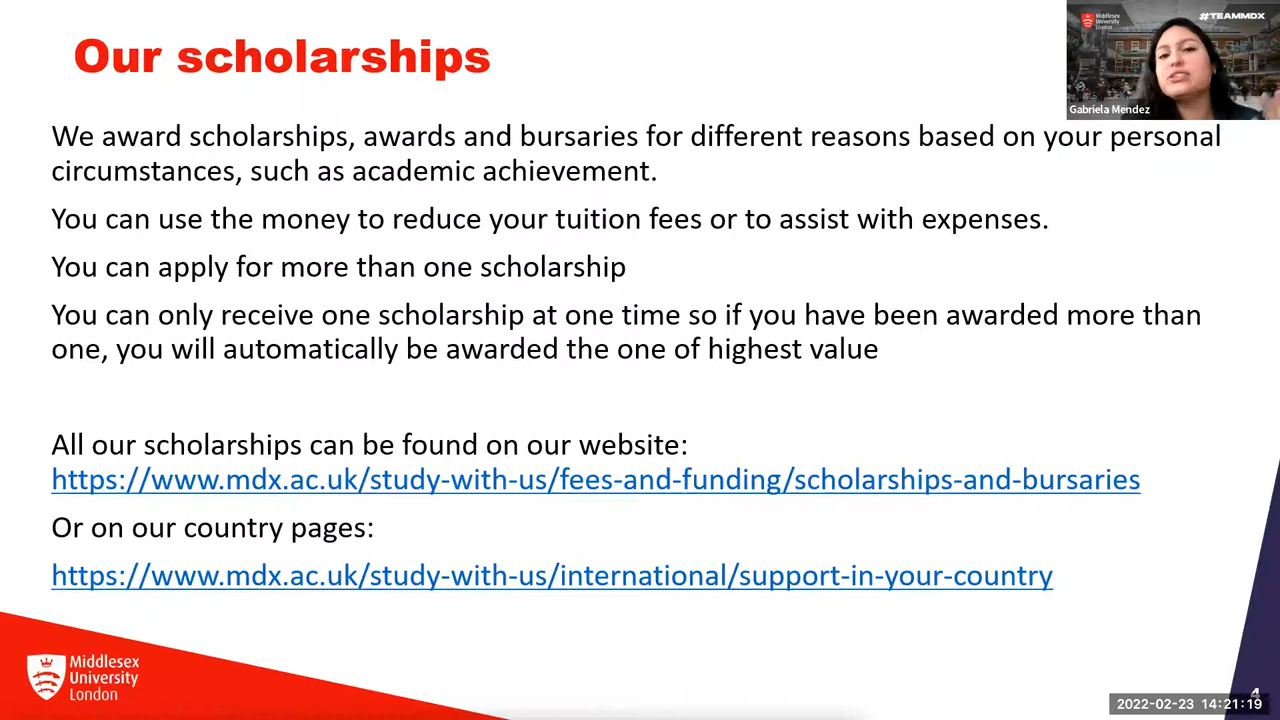 Our scholarships
Middlesex
University
London
#TEAMMDX
Gabriela Mendez
We award scholarships, awards and bursaries for different reasons based on your personal
circumstances, such as academic achievement.
You can use the money to reduce your tuition fees or to assist with expenses.
You can apply for more than one scholarship
You can only receive one scholarship at one time so if you have been awarded more than
one, you will automatically be awarded the one of highest value
All our scholarships can be found on our website:
https://www.mdx.ac.uk/study-with-us/fees-and-funding/scholarships-and-bursaries
Or on our country pages:
https://www.mdx.ac.uk/study-with-us/international/support-in-your-country
Middlesex
University
London
4
2022-02-23 14:21:19